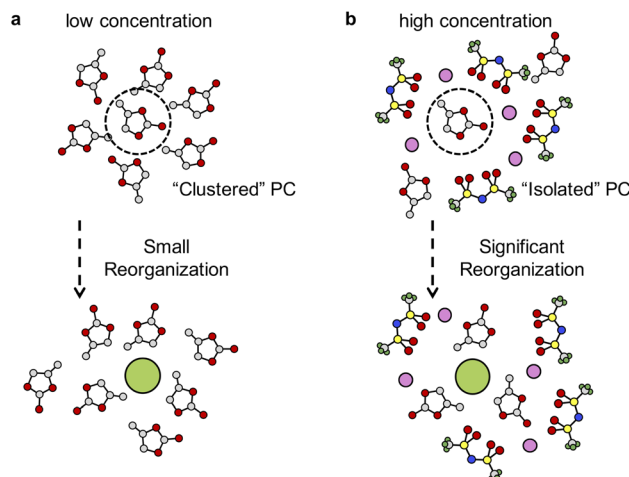 a
low concentration
“Clustered” PC
Small
Reorganization
b
high concentration
“Isolated” PC
Significant
Reorganization